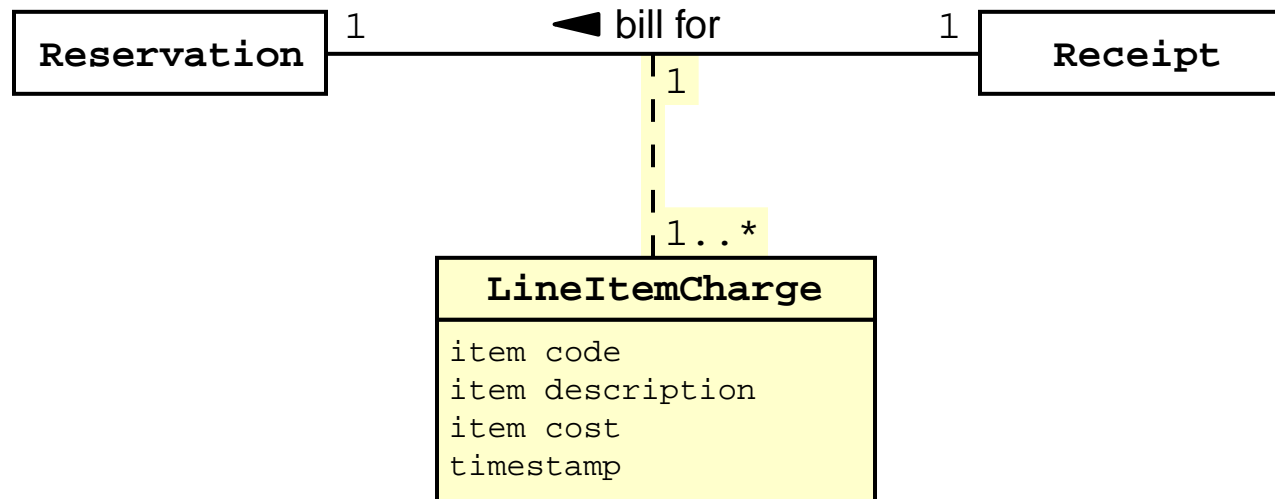 1 bill for 1
Reservation Receipt
1
1..*
LineItemCharge
item code
item description
item cost
timestamp